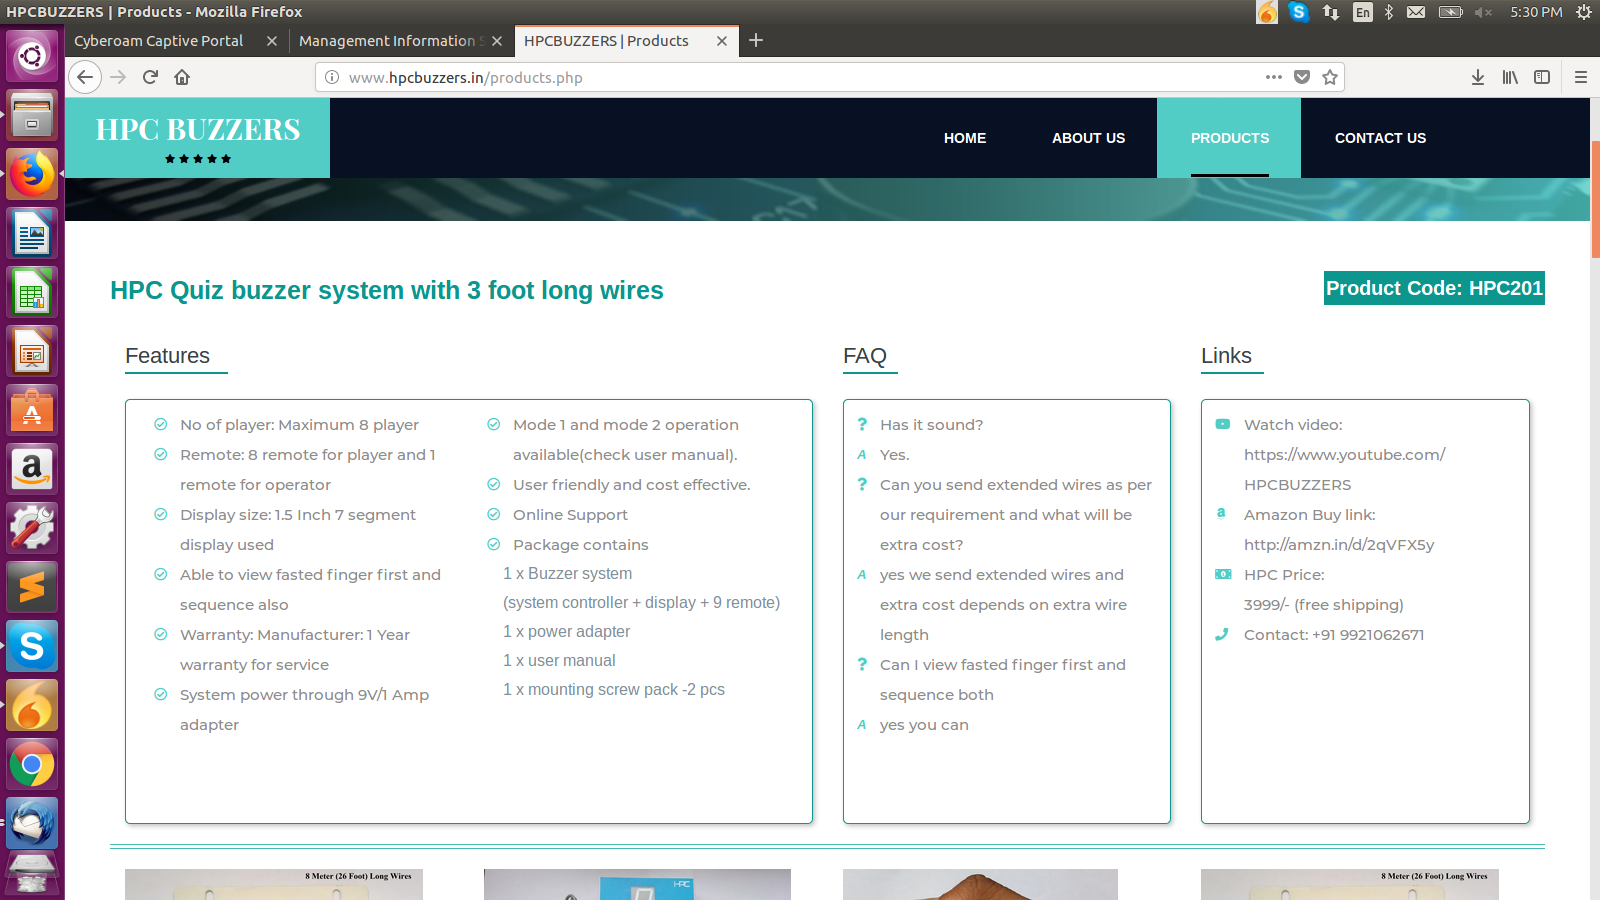 HPCBUZZERS | Products - Mozilla Firefox
En
5:30 PM
Cyberoam Captive Portal
Management Information S
HPCBUZZERS | Products
www.hpcbuzzers.in/products.php
HPC BUZZERS
HOME
ABOUT US
PRODUCTS
CONTACT US
HPC Quiz buzzer system with 3 foot long wires
Product Code: HPC201
Features
No of player: Maximum 8 player
Remote: 8 remote for player and 1
remote for operator
Display size: 1.5 Inch 7 segment
display used
Able to view fasted finger first and
sequence also
Warranty: Manufacturer: 1 Year
warranty for service
System power through 9V/1 Amp
adapter
Mode 1 and mode 2 operation
available(check user manual).
User friendly and cost effective.
Online Support
Package contains
1 x Buzzer system
(system controller + display + 9 remote)
1 x power adapter
1 x user manual
1 x mounting screw pack -2 pcs
FAQ
? Has it sound?
A Yes.
? Can you send extended wires as per
our requirement and what will be
extra cost?
A yes we send extended wires and
extra cost depends on extra wire
length
? Can I view fasted finger first and
sequence both
A yes you can
Links
Watch video:
https://www.youtube.com/
HPCBUZZERS
Amazon Buy link:
http://amzn.in/d/2qVFX5y
HPC Price:
3999/- (free shipping)
Contact: +91 9921062671
8 Meter (26 Foot) Long Wires
HPC
8 Meter (26 Foot) Long Wires